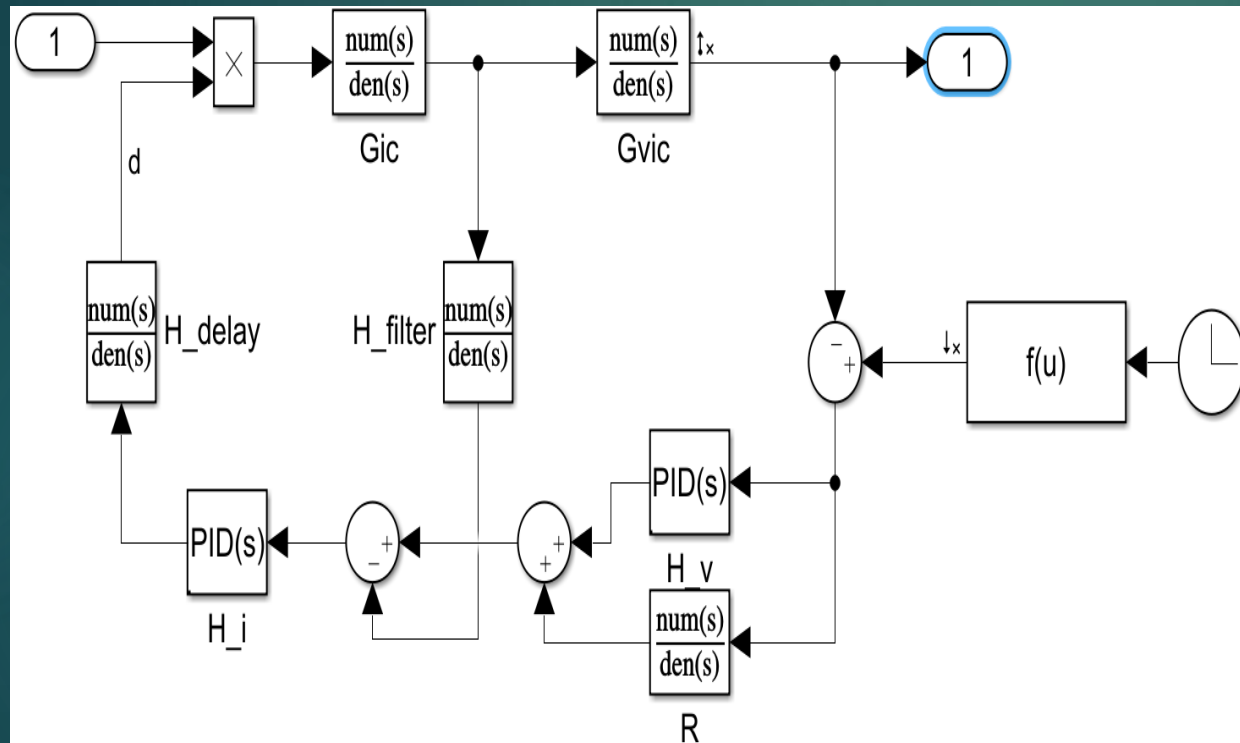 1
×
num(s)
den(s)
Gic
num(s)
den(s)
Gvic
1
d
num(s)
den(s)
H_delay
H_filter
num(s)
den(s)
−
+
f(u)
PID(s)
H_v
PID(s)
H_i
+
−
+
+
num(s)
den(s)
R